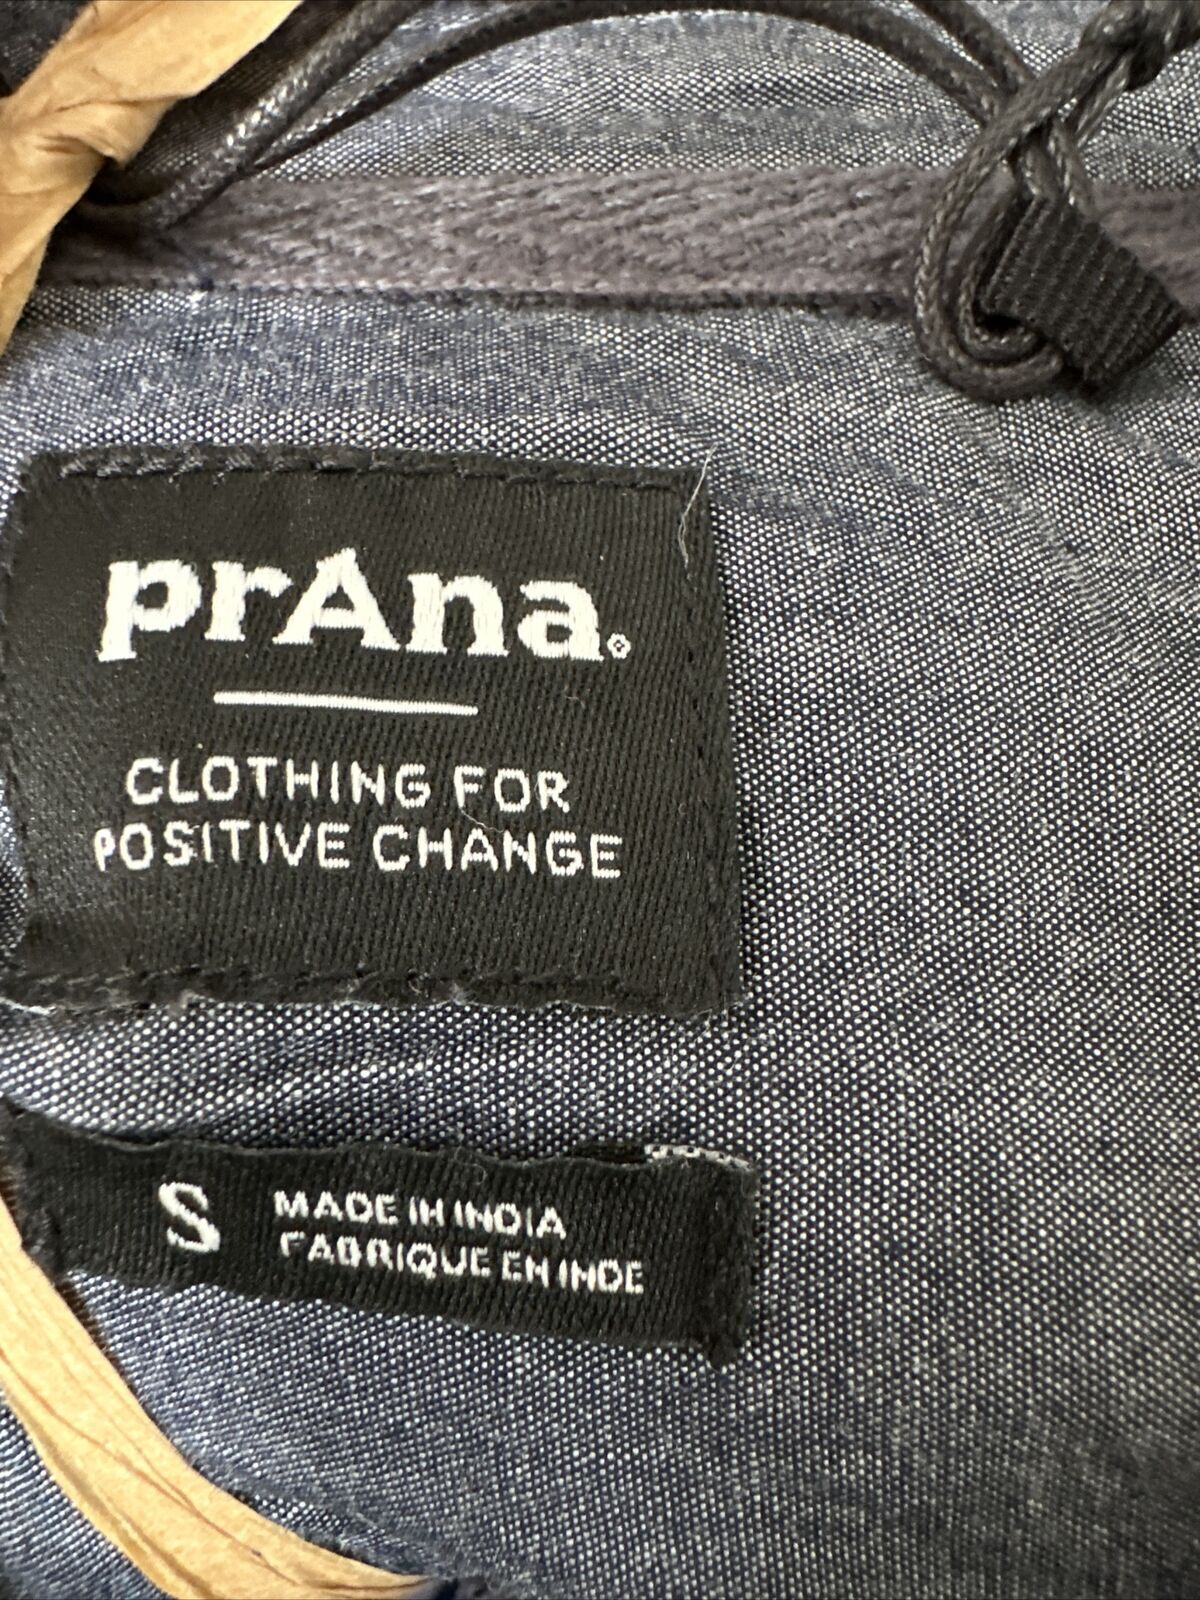 prAna®
CLOTHING FOR
POSITIVE CHANGE
S
MADE IN INDIA
FABRIQUE EN INDE